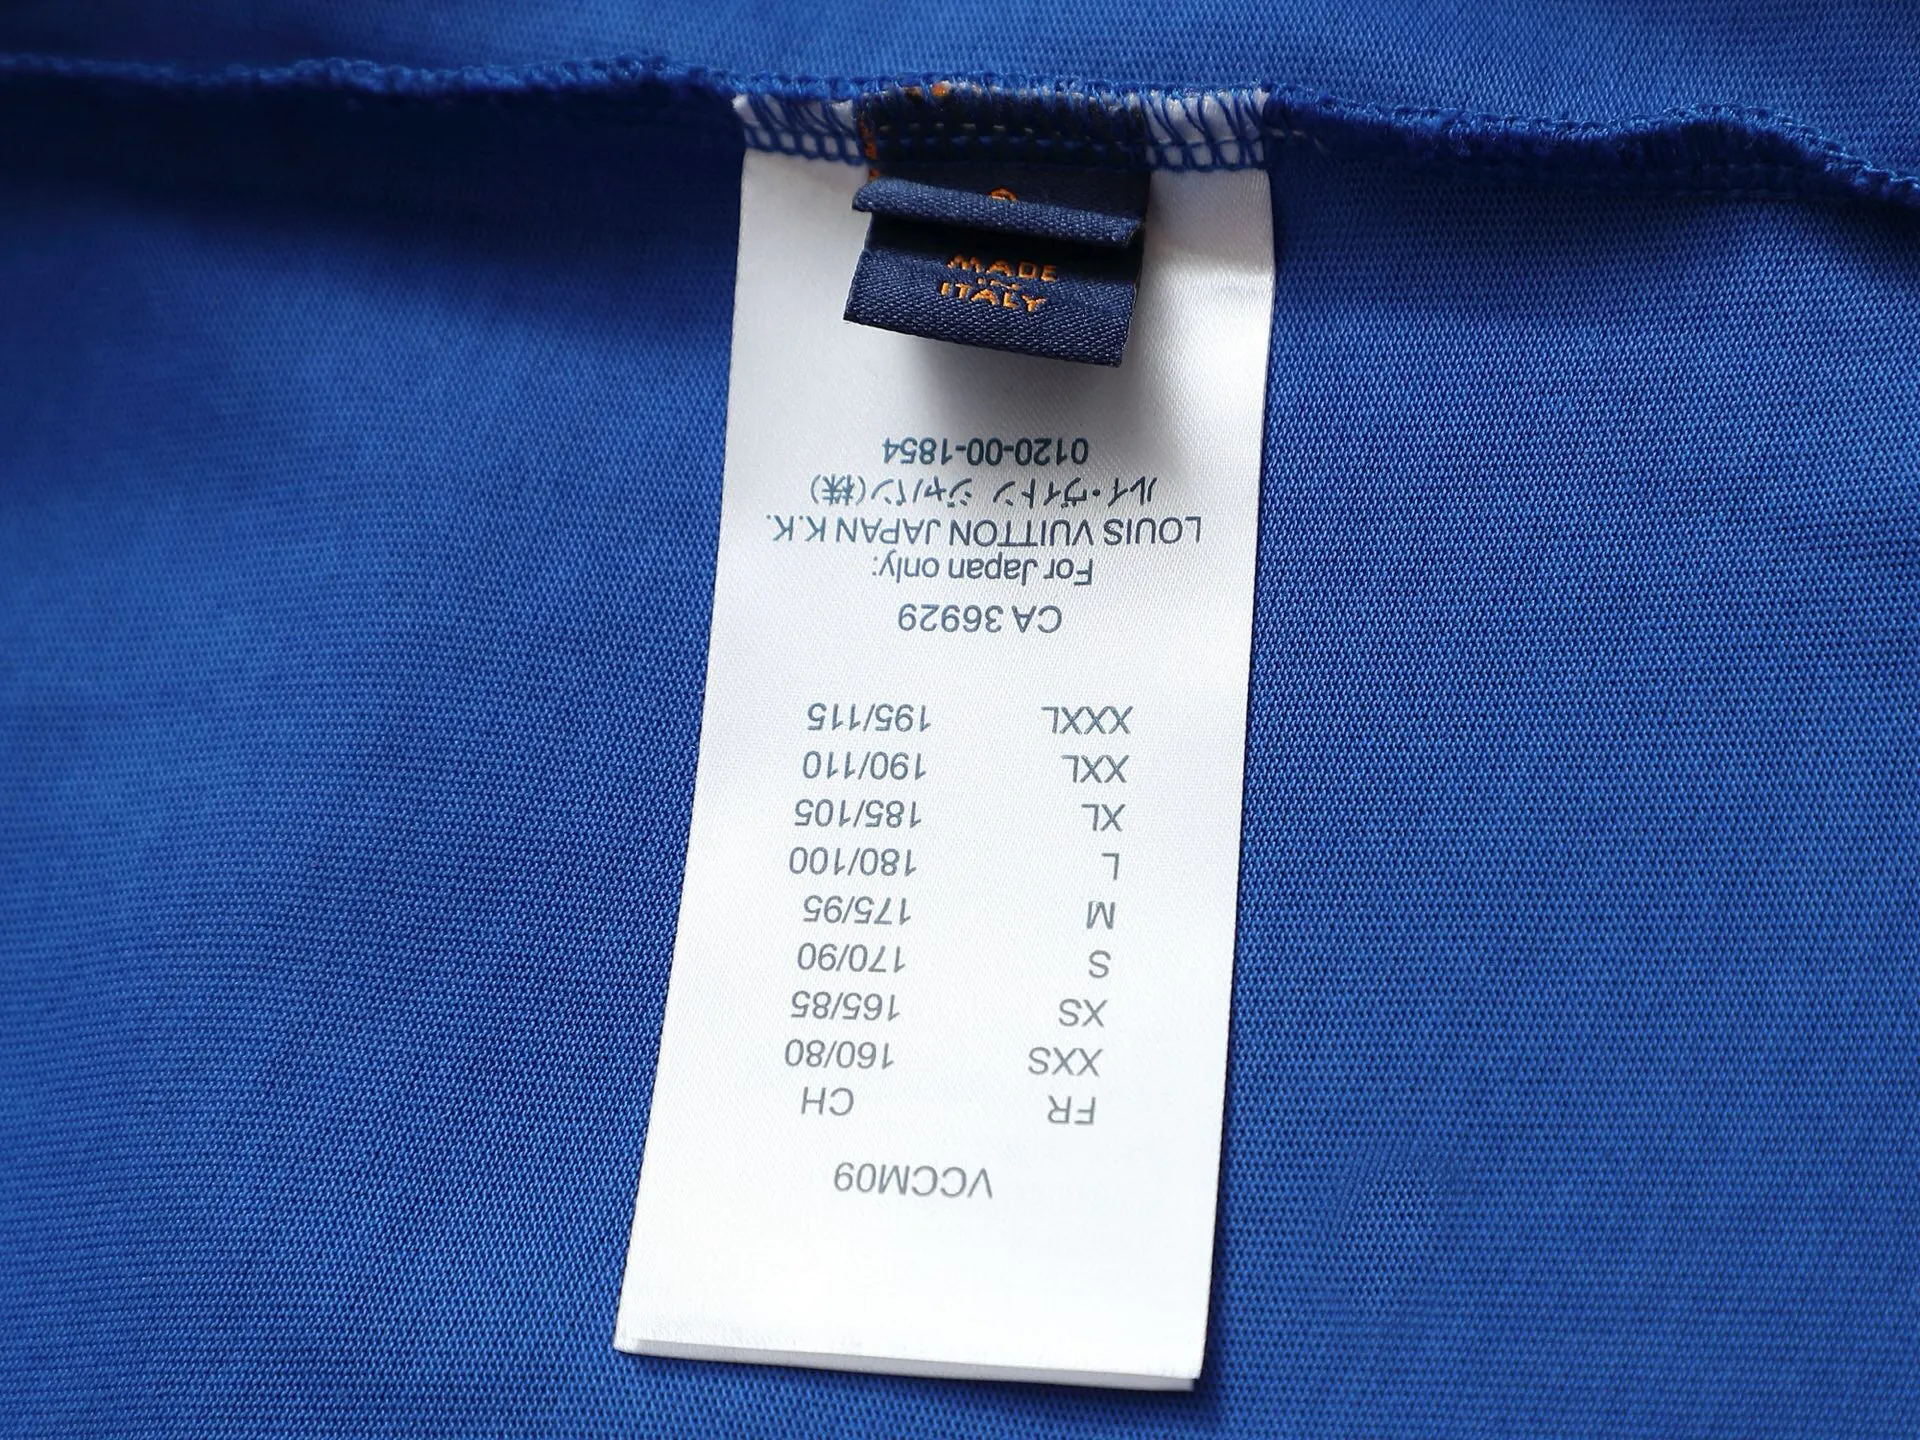 MADE
IN
ITALY
VCCM09
FR CH
XXS 160/80
XS 165/85
S 170/90
M 175/95
L 180/100
XL 185/105
XXL 190/110
XXXL 195/115
CA 36929
For Japan only:
LOUIS VUITTON JAPAN K.K.
ルイ・ヴィトン ジャパン(株)
0120-00-1854